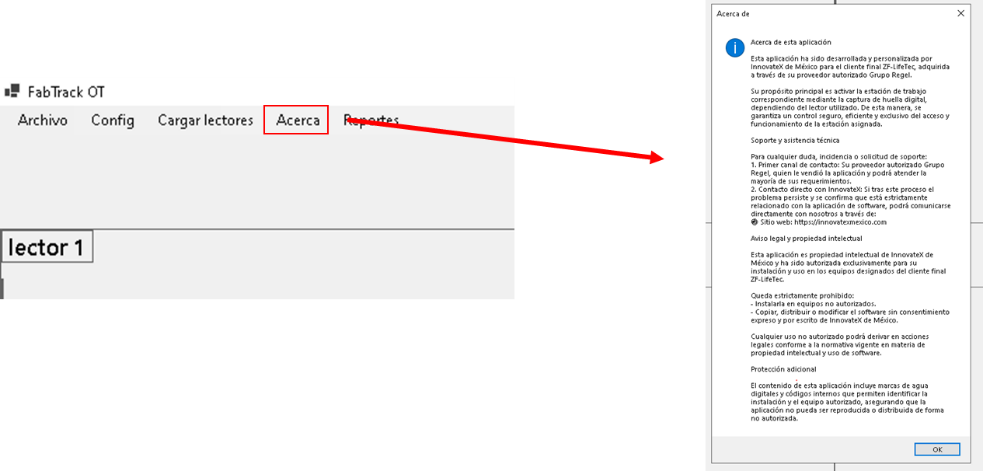 FabTrack OT
Archivo Config Cargar lectores Acerca Reportes
lector 1
Acerca de
Acerca de esta aplicación
Esta aplicación ha sido desarrollada y personalizada por
InnovateX de México para el cliente final ZF-LifeTec, adquirida
a través de su proveedor autorizado Grupo Regel.
Su propósito principal es activar la estación de trabajo
correspondiente mediante la captura de huella digital,
dependiendo del lector utilizado. De esta manera, se
garantiza un control seguro, eficiente y exclusivo del acceso y
funcionamiento de la estación asignada.
Soporte y asistencia técnica
Para cualquier duda, incidencia o solicitud de soporte:
1. Primer canal de contacto: Su proveedor autorizado Grupo
Regel, quien le vendió la aplicación y podrá atender la
mayoría de sus requerimientos.
2. Contacto directo con InnovateX: Si tras este proceso el
problema persiste y se confirma que está estrictamente
relacionado con la aplicación de software, podrá comunicarse
directamente con nosotros a través de:
Sitio web: https://innovatexmexico.com
Aviso legal y propiedad intelectual
Esta aplicación es propiedad intelectual de InnovateX de
México y ha sido autorizada exclusivamente para su
instalación y uso en los equipos designados del cliente final
ZF-LifeTec.
Queda estrictamente prohibido:
- Instalarla en equipos no autorizados.
- Copiar, distribuir o modificar el software sin consentimiento
expreso y por escrito de InnovateX de México.
Cualquier uso no autorizado podrá derivar en acciones
legales conforme a la normativa vigente en materia de
propiedad intelectual y uso de software.
Protección adicional
El contenido de esta aplicación incluye marcas de agua
digitales y códigos internos que permiten identificar la
instalación y el equipo autorizado, asegurando que la
aplicación no pueda ser reproducida o distribuida de forma
no autorizada.
OK